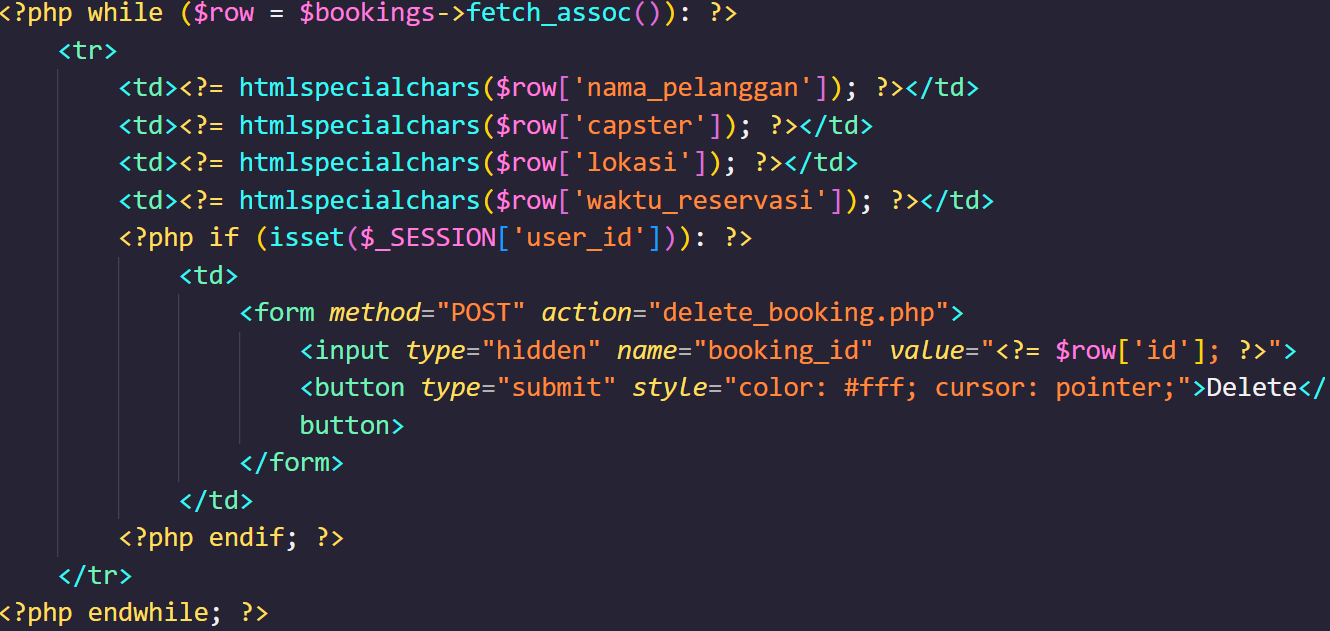 <?php while ($row = $bookings->fetch_assoc()): ?>
<tr>
<td><?= htmlspecialchars($row['nama_pelanggan']); ?></td>
<td><?= htmlspecialchars($row['capster']); ?></td>
<td><?= htmlspecialchars($row['lokasi']); ?></td>
<td><?= htmlspecialchars($row['waktu_reservasi']); ?></td>
<?php if (isset($_SESSION['user_id'])): ?>
<td>
<form method="POST" action="delete_booking.php">
<input type="hidden" name="booking_id" value="<?= $row['id']; ?>">
<button type="submit" style="color: #fff; cursor: pointer;">Delete</
button>
</form>
</td>
<?php endif; ?>
</tr>
<?php endwhile; ?>